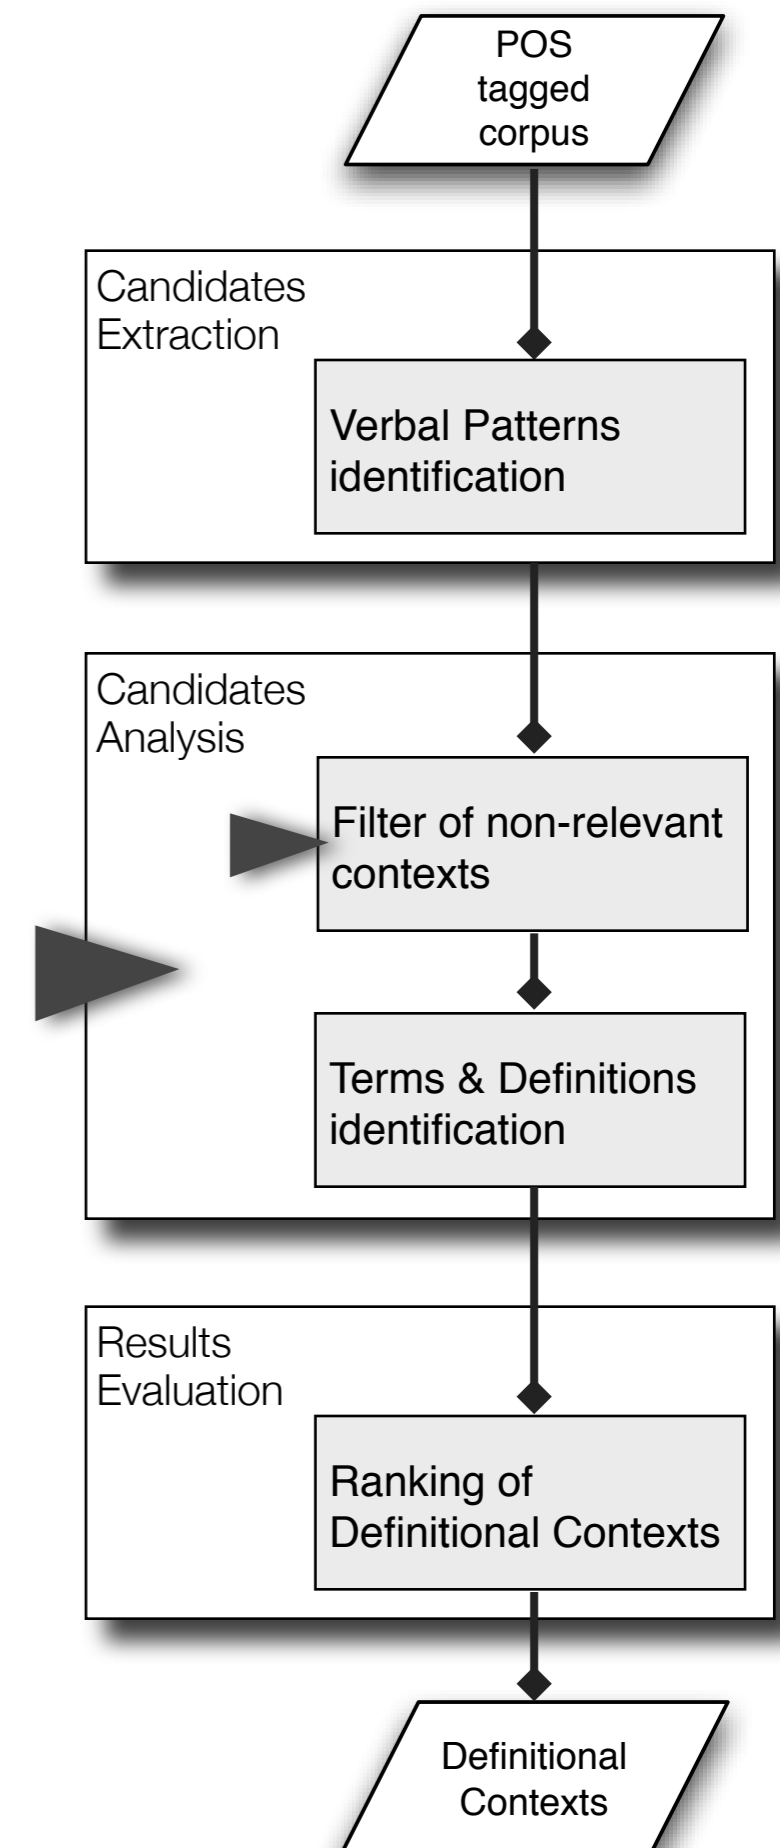 POS
tagged
corpus
Candidates
Extraction
Verbal Patterns
identification
Candidates
Analysis
Filter of non-relevant
contexts
Terms & Definitions
identification
Results
Evaluation
Ranking of
Definitional Contexts
Definitional
Contexts